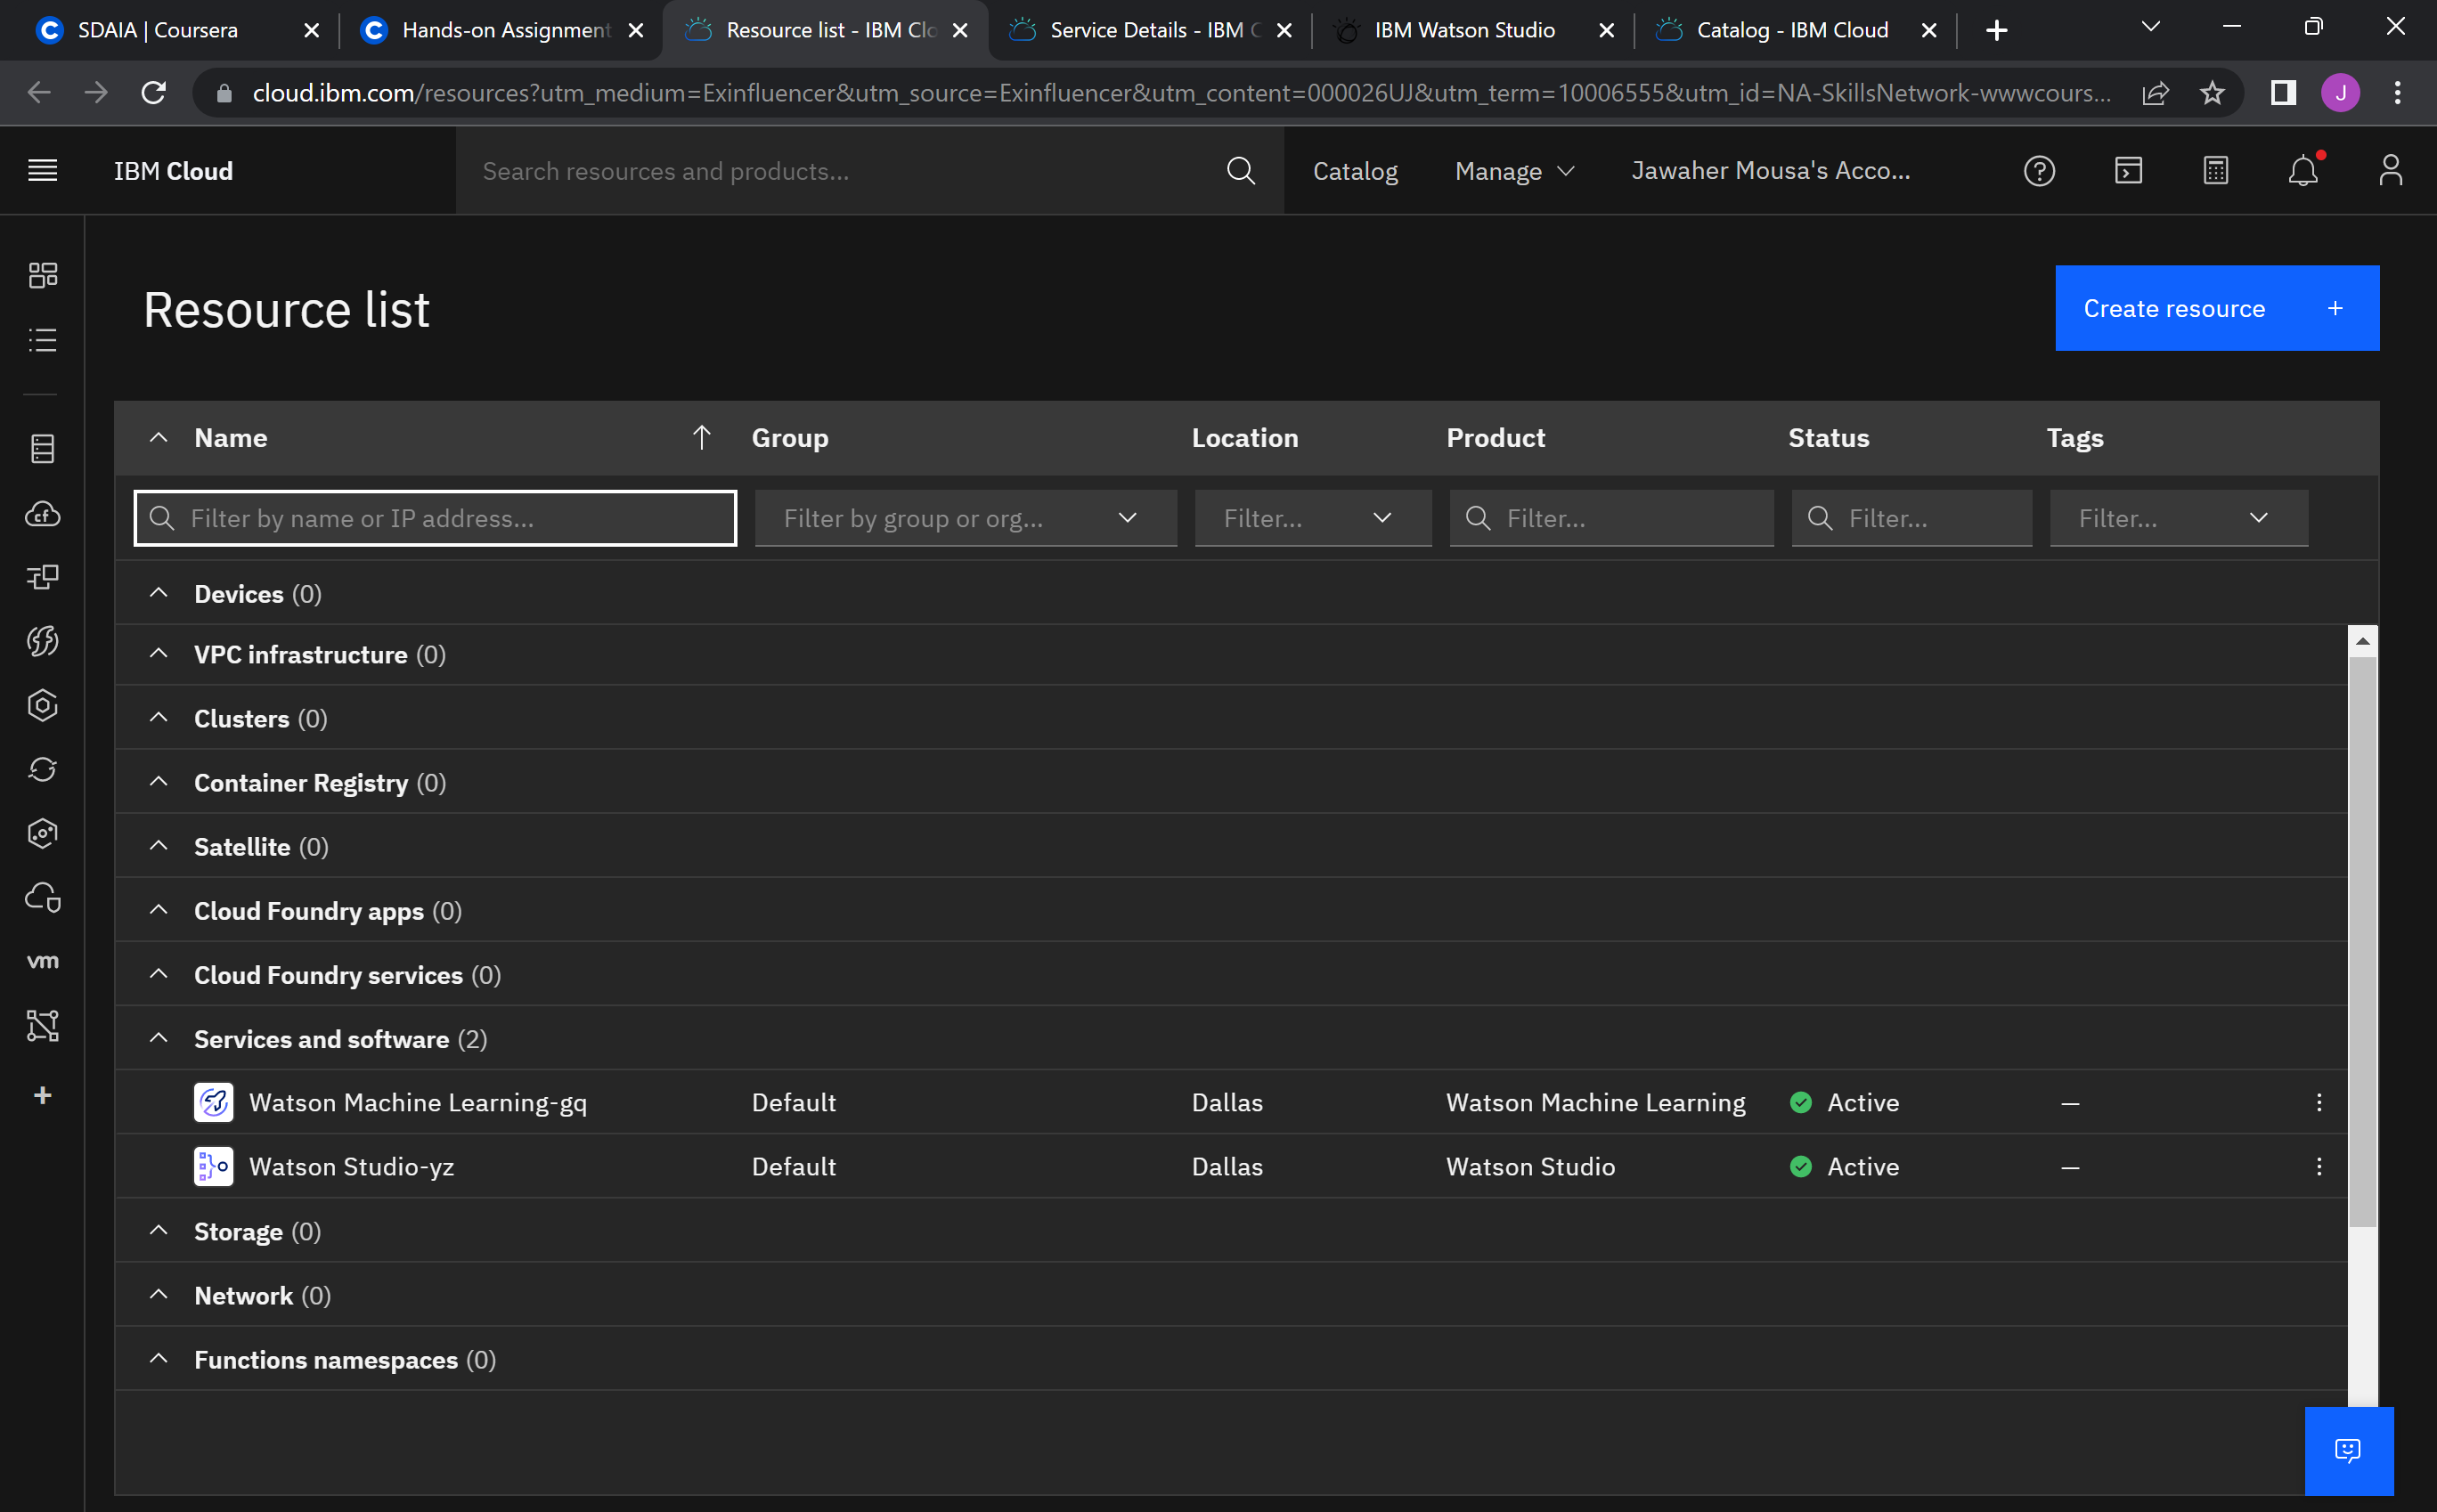 SDAIA | Coursera
Hands-on Assignment
Resource list - IBM Clo
Service Details - IBM C
IBM Watson Studio
Catalog - IBM Cloud
cloud.ibm.com/resources?utm_medium=Exinfluencer&utm_source=Exinfluencer&utm_content=000026UJ&utm_term=10006555&utm_id=NA-SkillsNetwork-wwwcours...
J
IBM Cloud
Search resources and products...
Catalog
Manage
Jawaher Mousa's Acco...
Resource list
Create resource +
Name Group Location Product Status Tags
Filter by name or IP address... Filter by group or org... Filter... Filter... Filter... Filter...
Devices (0)
VPC infrastructure (0)
Clusters (0)
Container Registry (0)
Satellite (0)
Cloud Foundry apps (0)
Cloud Foundry services (0)
Services and software (2)
Watson Machine Learning-gq Default Dallas Watson Machine Learning Active —
Watson Studio-yz Default Dallas Watson Studio Active —
Storage (0)
Network (0)
Functions namespaces (0)
cf
vm